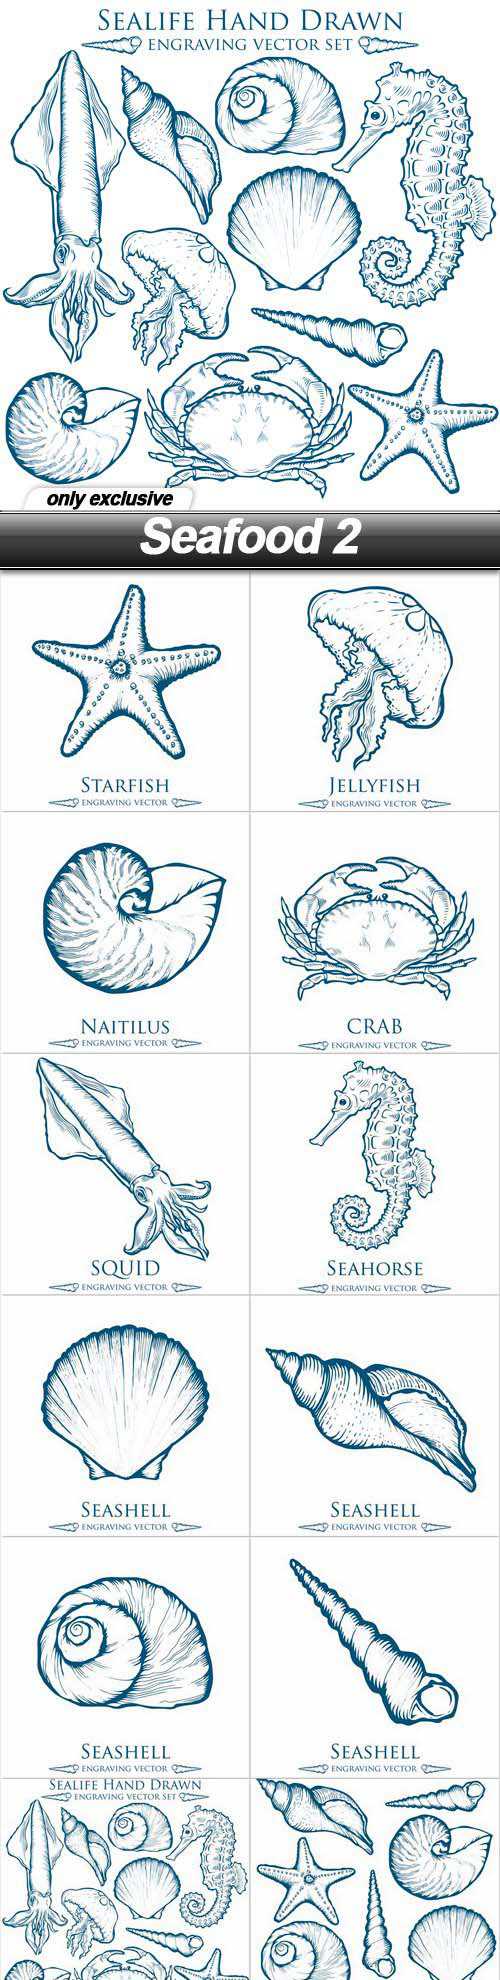 Sealife Hand Drawn
ENGRAVING VECTOR SET
only exclusive
Seafood 2
Starfish
ENGRAVING VECTOR
Jellyfish
ENGRAVING VECTOR
Naitilus
ENGRAVING VECTOR
CRAB
ENGRAVING VECTOR
SQUID
ENGRAVING VECTOR
Seahorse
ENGRAVING VECTOR
Seashell
ENGRAVING VECTOR
Seashell
ENGRAVING VECTOR
Seashell
ENGRAVING VECTOR
Seashell
ENGRAVING VECTOR
Sealife Hand Drawn
ENGRAVING VECTOR SET